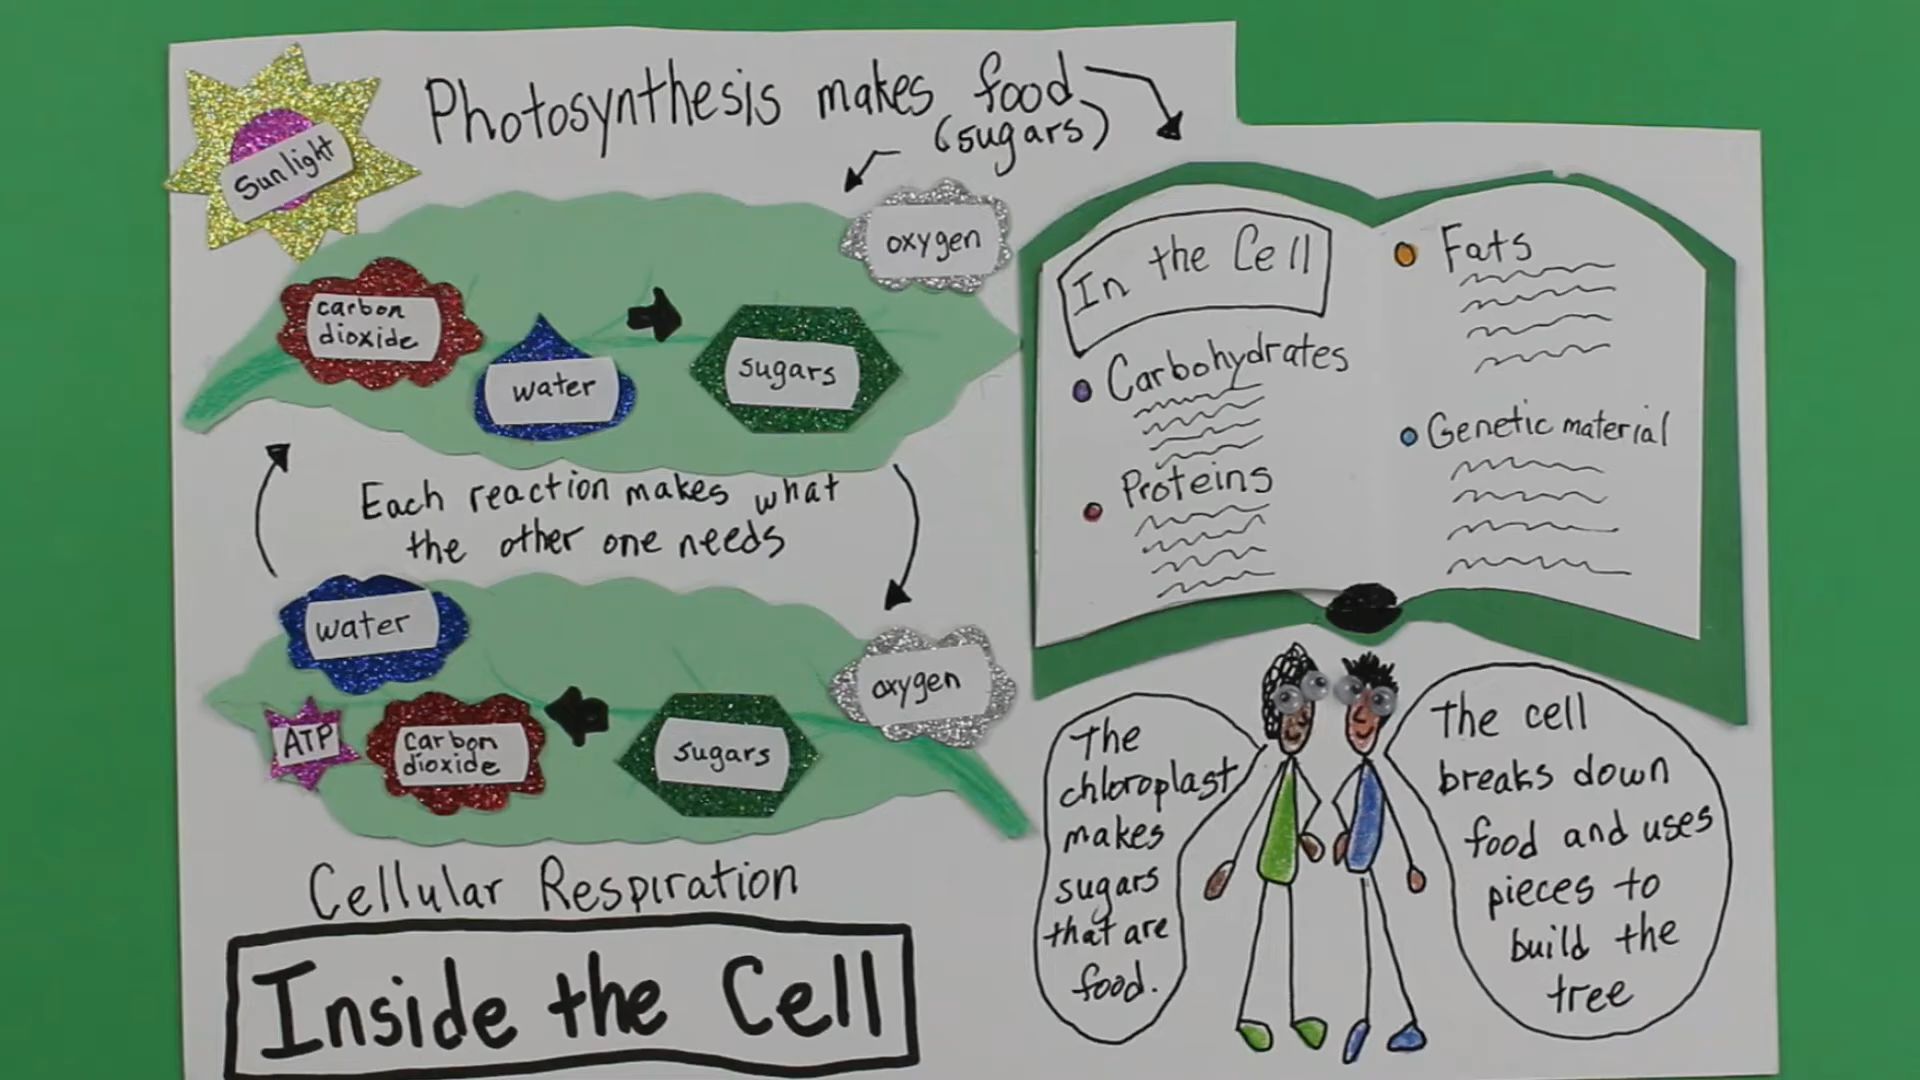 Photosynthesis makes food
(sugars)
Sunlight
oxygen
carbon
dioxide
water
sugars
Each reaction makes what
the other one needs
water
ATP
carbon
dioxide
sugars
oxygen
Cellular Respiration
Inside the Cell
In the Cell
Carbohydrates
Proteins
Fats
Genetic material
The
chloroplast
makes
sugars
that are
food.
The cell
breaks down
food and uses
pieces to
build the
tree